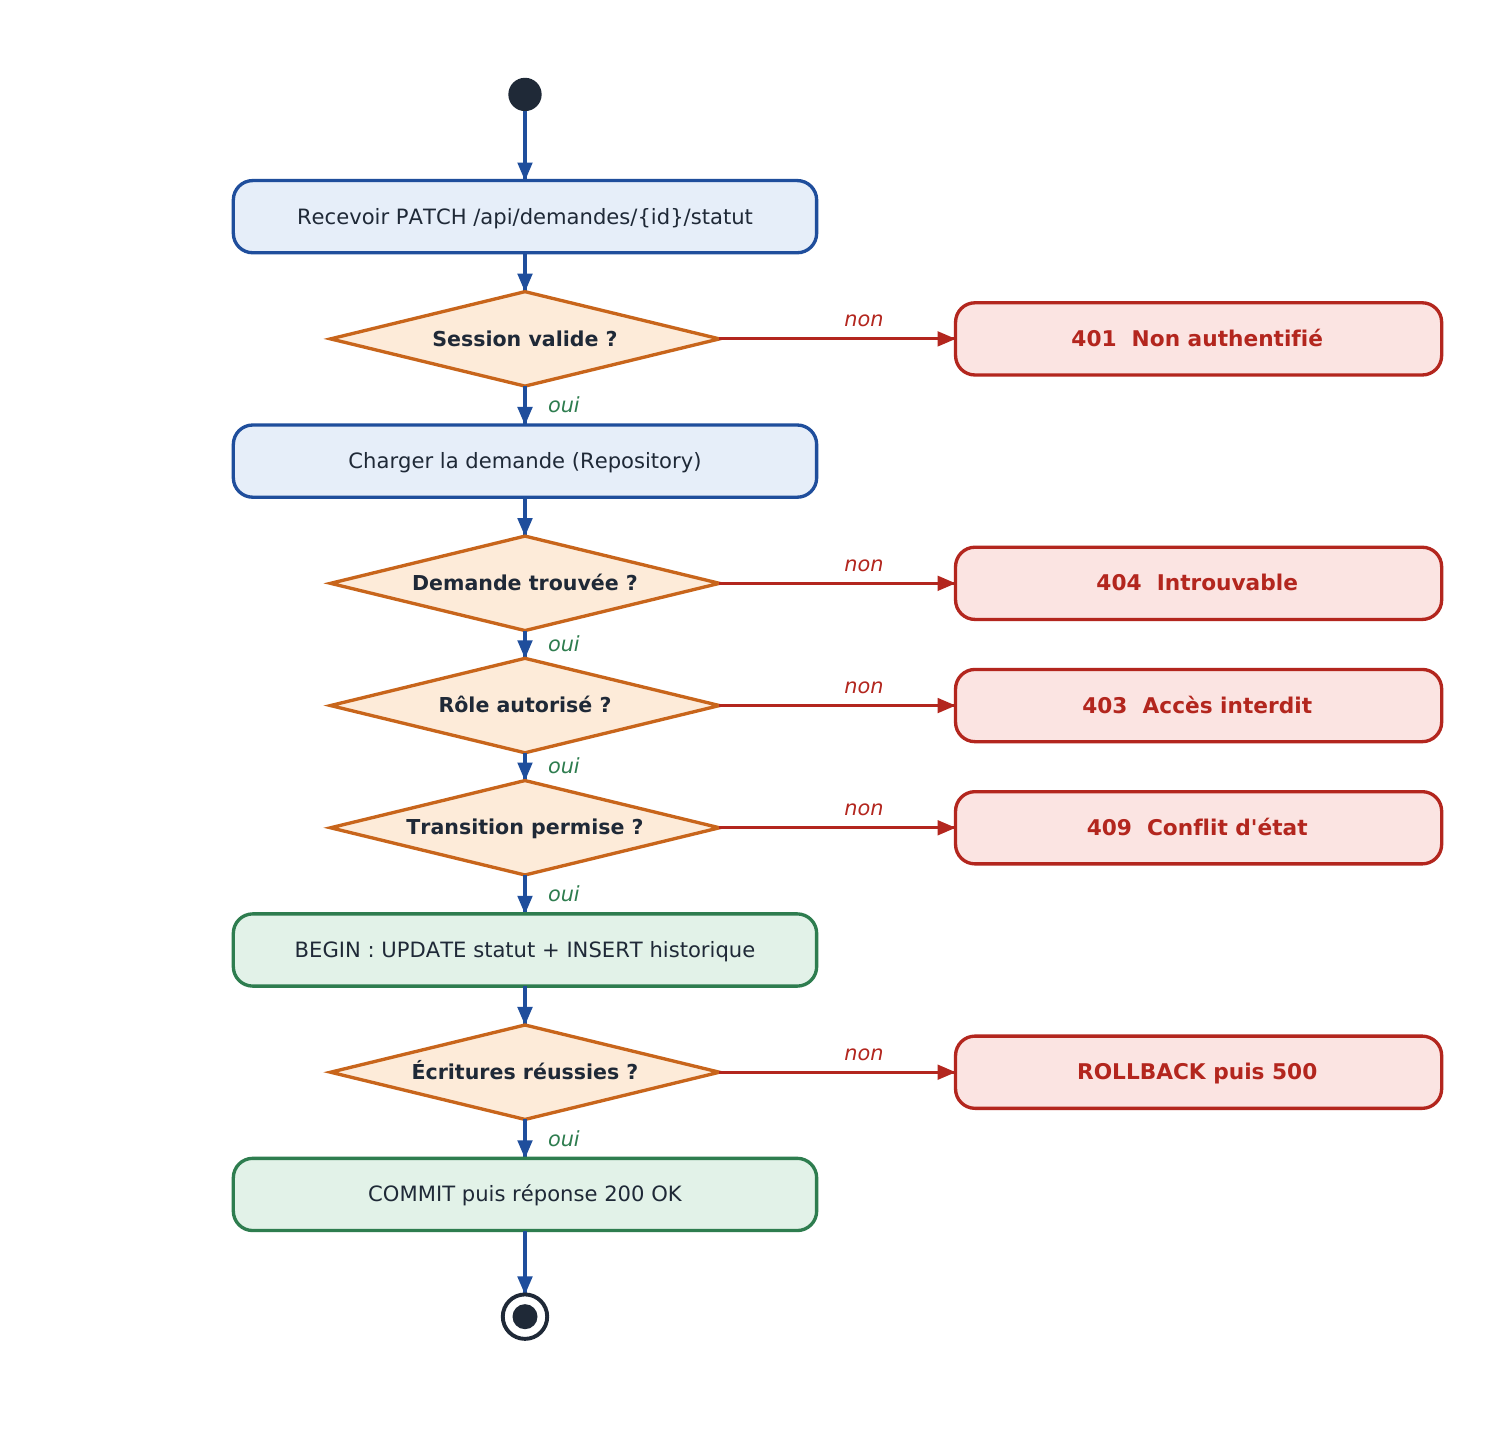 Recevoir PATCH /api/demandes/{id}/statut
Session valide ?
non
401  Non authentifié
oui
Charger la demande (Repository)
Demande trouvée ?
non
404  Introuvable
oui
Rôle autorisé ?
non
403  Accès interdit
oui
Transition permise ?
non
409  Conflit d'état
oui
BEGIN : UPDATE statut + INSERT historique
Écritures réussies ?
non
ROLLBACK puis 500
oui
COMMIT puis réponse 200 OK